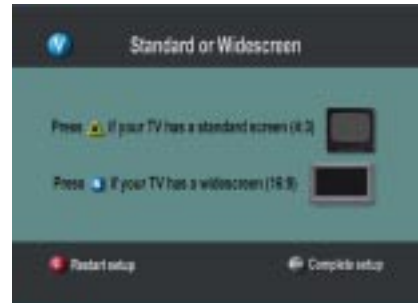 V Standard or Widescreen
Press if your TV has a standard screen (4:3)
Press if your TV has a widescreen (16:9)
Restart setup Complete setup